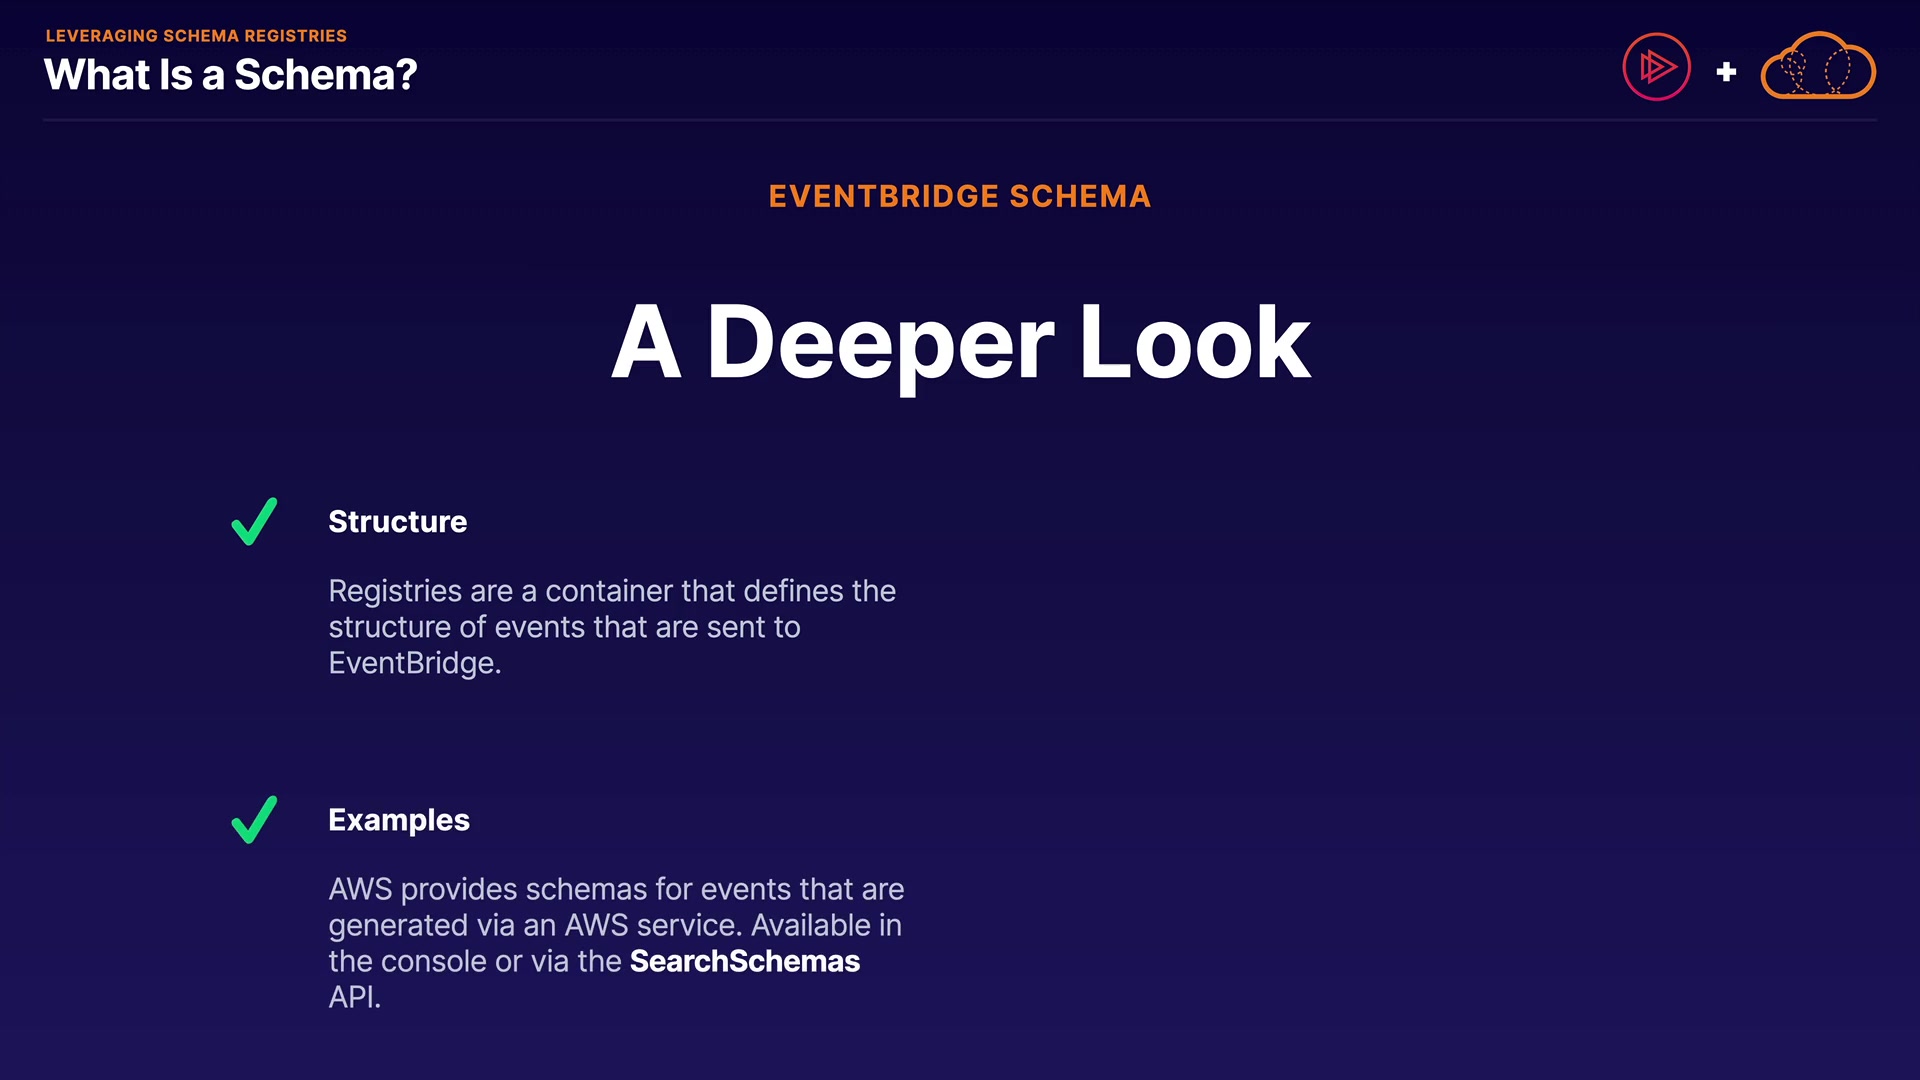 LEVERAGING SCHEMA REGISTRIES
What Is a Schema?
EVENTBRIDGE SCHEMA
A Deeper Look
Structure
Registries are a container that defines the
structure of events that are sent to
EventBridge.
Examples
AWS provides schemas for events that are
generated via an AWS service. Available in
the console or via the SearchSchemas
API.